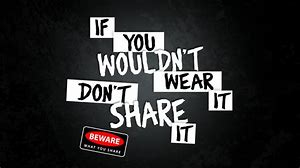 IF
YOU
WOULDN'T
WEAR IT
DON'T
SHARE
IT
BEWARE
WHAT YOU SHARE